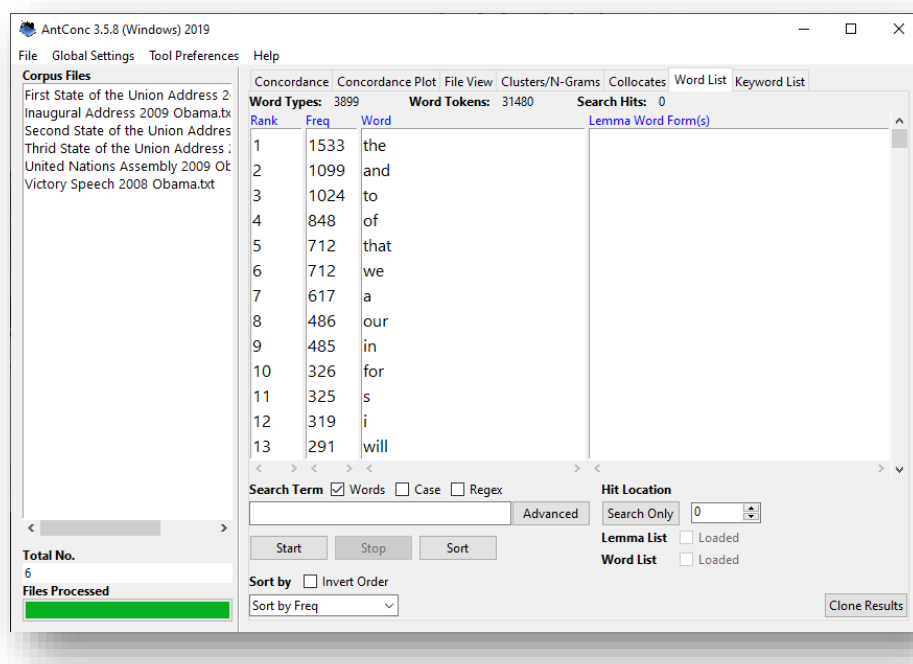 AntConc 3.5.8 (Windows) 2019
File Global Settings Tool Preferences Help
Corpus Files
First State of the Union Address 2
Inaugural Address 2009 Obama.tx
Second State of the Union Addres
Thrid State of the Union Address :
United Nations Assembly 2009 Ob
Victory Speech 2008 Obama.txt
Total No.
6
Files Processed
Concordance Concordance Plot File View Clusters/N-Grams Collocates Word List Keyword List
Word Types: 3899 Word Tokens: 31480 Search Hits: 0
Rank Freq Word Lemma Word Form(s)
1 1533 the
2 1099 and
3 1024 to
4 848 of
5 712 that
6 712 we
7 617 a
8 486 our
9 485 in
10 326 for
11 325 s
12 319 i
13 291 will
Search Term Words Case Regex Hit Location
Advanced Search Only 0
Start Stop Sort Lemma List Loaded
Word List Loaded
Sort by Invert Order
Sort by Freq Clone Results